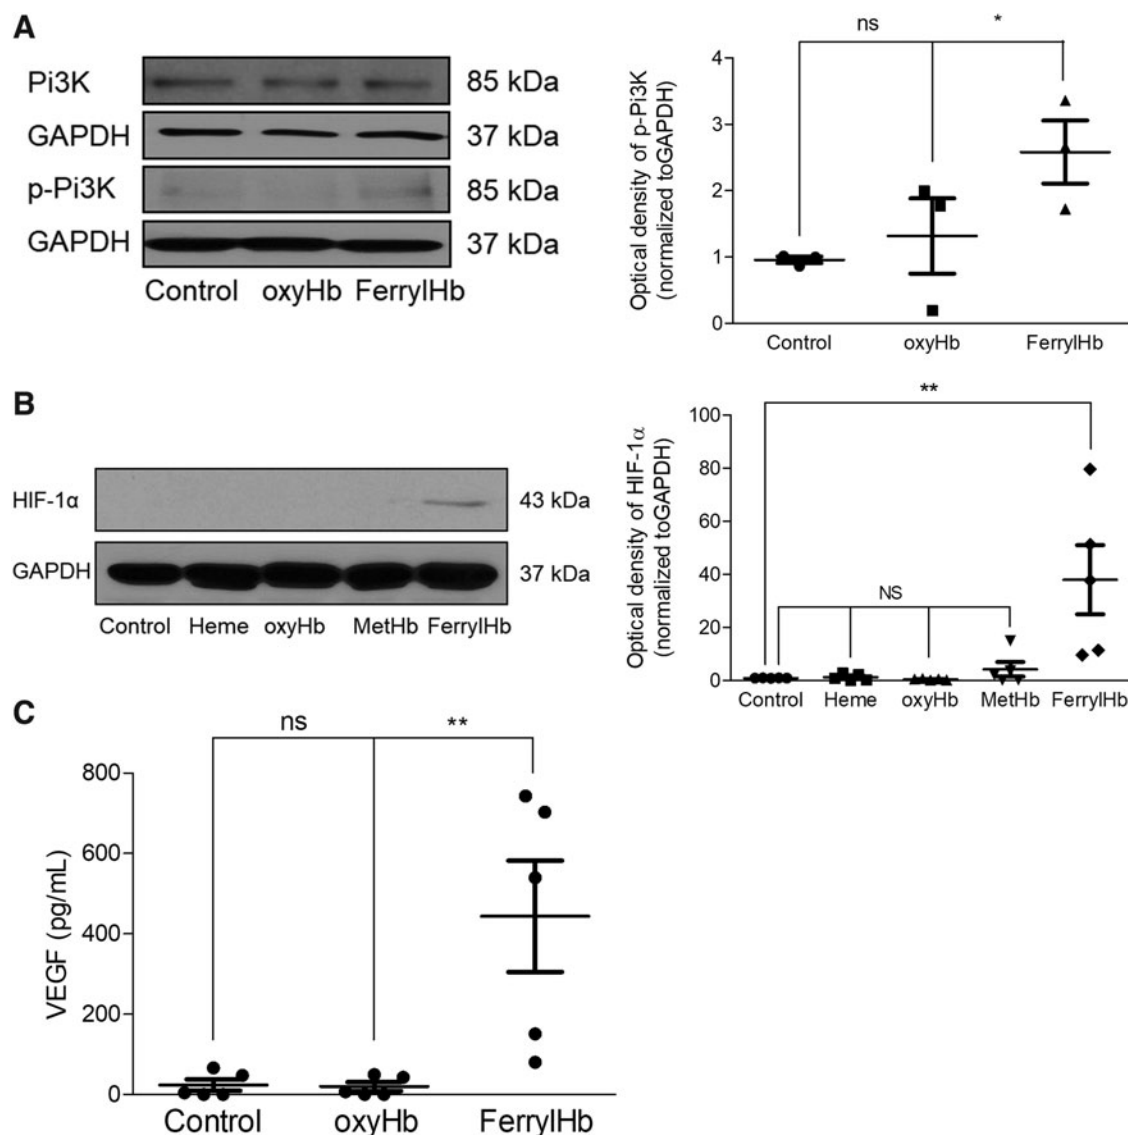 A
Pi3K
85 kDa
GAPDH
37 kDa
p-Pi3K
85 kDa
GAPDH
37 kDa
Control oxyHb FerrylHb
ns
*
Optical density of p-Pi3K
(normalized toGAPDH)
4
3
2
1
0
Control oxyHb FerrylHb
B
HIF-1α
43 kDa
GAPDH
37 kDa
Control Heme oxyHb MetHb FerrylHb
**
Optical density of HIF-1α
(normalized toGAPDH)
100
80
60
40
20
0
NS
Control Heme oxyHb MetHb FerrylHb
C
ns
**
VEGF (pg/mL)
800
600
400
200
0
Control oxyHb FerrylHb